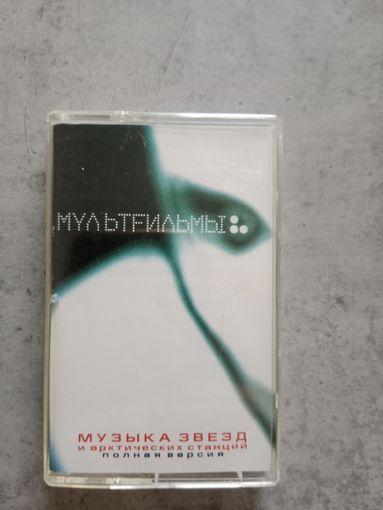 МУЛЬТFИЛЬМЫ
МУЗЫКА ЗВЕЗД
и арктических станций
полная версия